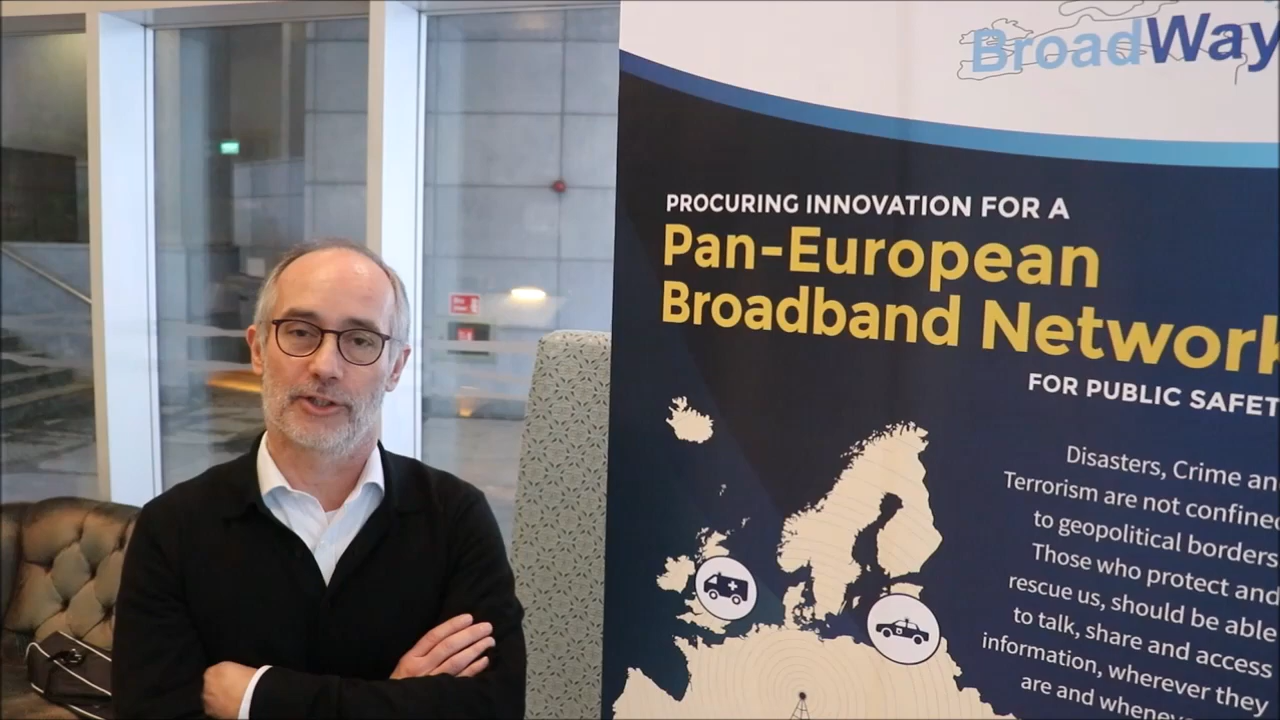 BroadWay
PROCURING INNOVATION FOR A
Pan-European
Broadband Network
FOR PUBLIC SAFET
Disasters, Crime an
Terrorism are not confined
to geopolitical borders
Those who protect and
rescue us, should be able
to talk, share and access
information, wherever they
are and wheneve